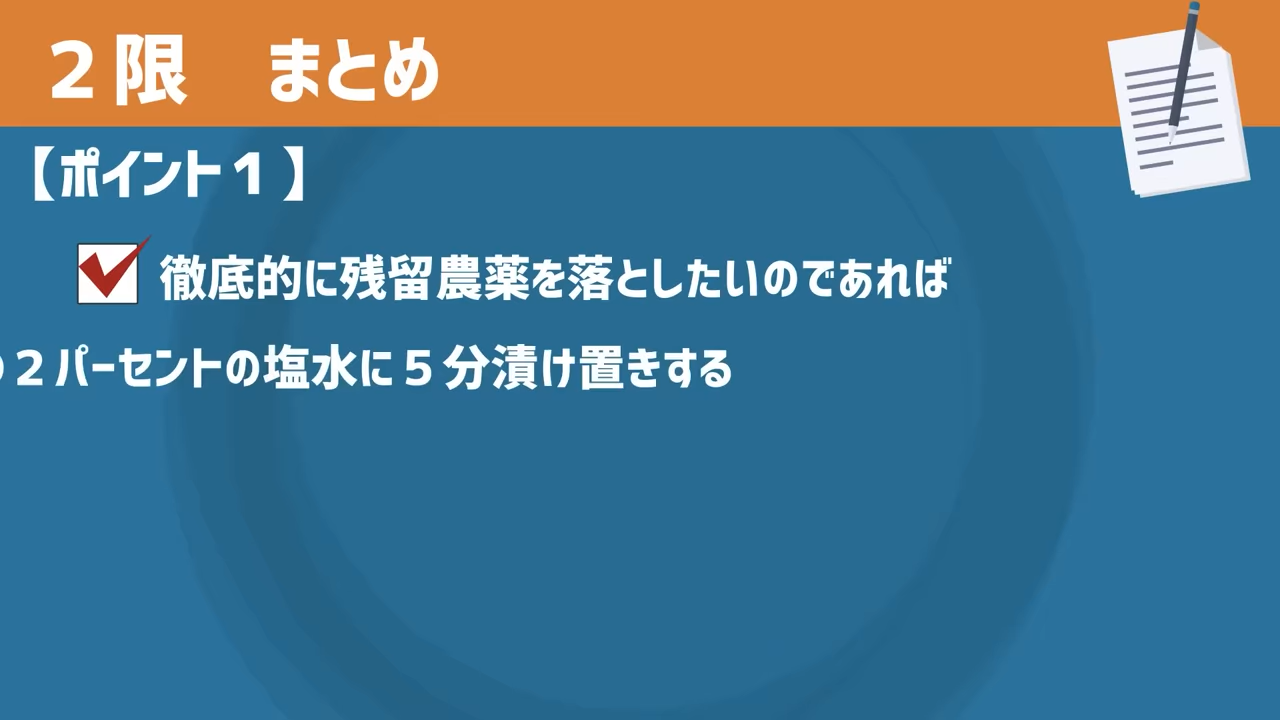 ２限　まとめ
【ポイント１】
徹底的に残留農薬を落としたいのであれば
２パーセントの塩水に５分漬け置きする